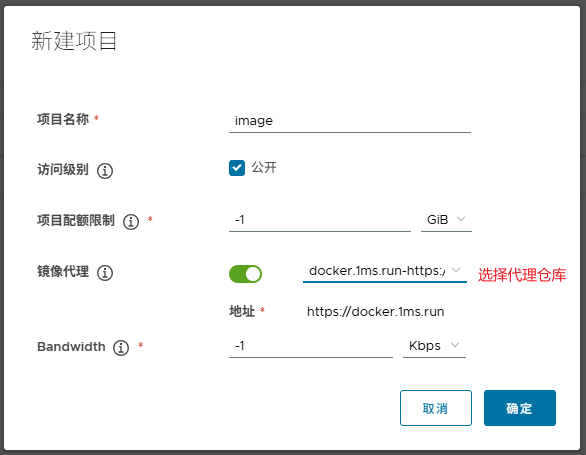 新建项目
项目名称 * image
访问级别 公开
项目配额限制 * -1 GiB
镜像代理 docker.1ms.run-https:/ 选择代理仓库
地址 * https://docker.1ms.run
Bandwidth * -1 Kbps
取消 确定